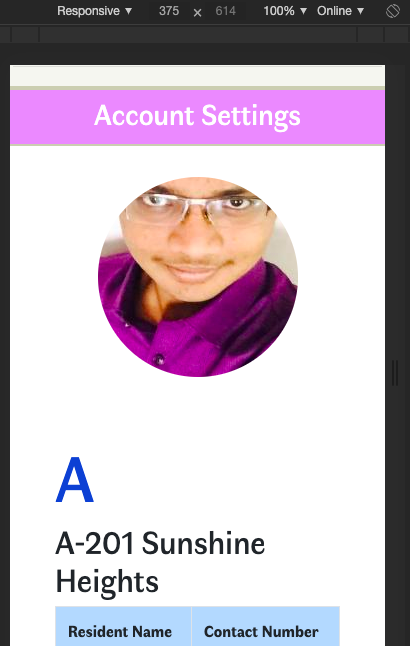 Responsive ▼ 375 × 614 100% ▼ Online ▼
Account Settings
A
A-201 Sunshine
Heights
Resident Name Contact Number